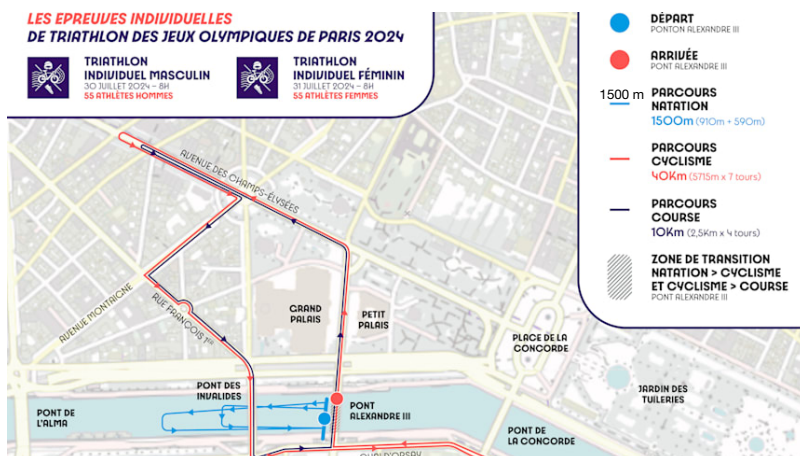 LES EPREUVES INDIVIDUELLES
DE TRIATHLON DES JEUX OLYMPIQUES DE PARIS 2024
TRIATHLON
INDIVIDUEL MASCULIN
30 JUILLET 2024 – 8H
55 ATHLÈTES HOMMES
TRIATHLON
INDIVIDUEL FÉMININ
31 JUILLET 2024 – 8H
55 ATHLÈTES FEMMES
DÉPART
PONTON ALEXANDRE III
ARRIVÉE
PONT ALEXANDRE III
1500 m
PARCOURS
NATATION
1500m (910m + 590m)
PARCOURS
CYCLISME
40Km (5715m x 7 tours)
PARCOURS
COURSE
10Km (2,5Km x 4 tours)
ZONE DE TRANSITION
NATATION > CYCLISME
ET CYCLISME > COURSE
PONT ALEXANDRE III
AVENUE DES CHAMPS-ÉLYSÉES
AVENUE MONTAIGNE
RUE FRANÇOIS 1ER
GRAND
PALAIS
PETIT
PALAIS
PLACE DE LA
CONCORDE
JARDIN DES
TUILERIES
PONT DES
INVALIDES
PONT DE
L'ALMA
PONT
ALEXANDRE III
PONT DE
LA CONCORDE
QUAI D'ORSAY